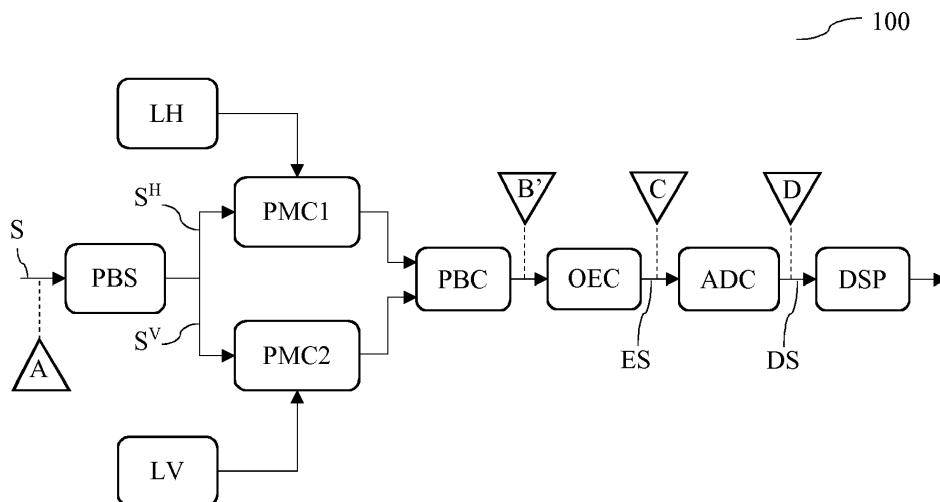 100
LH
S^H
PMC1
B’
C
D
S
PBS
PBC
OEC
ADC
DSP
S^V
PMC2
A
ES
DS
LV